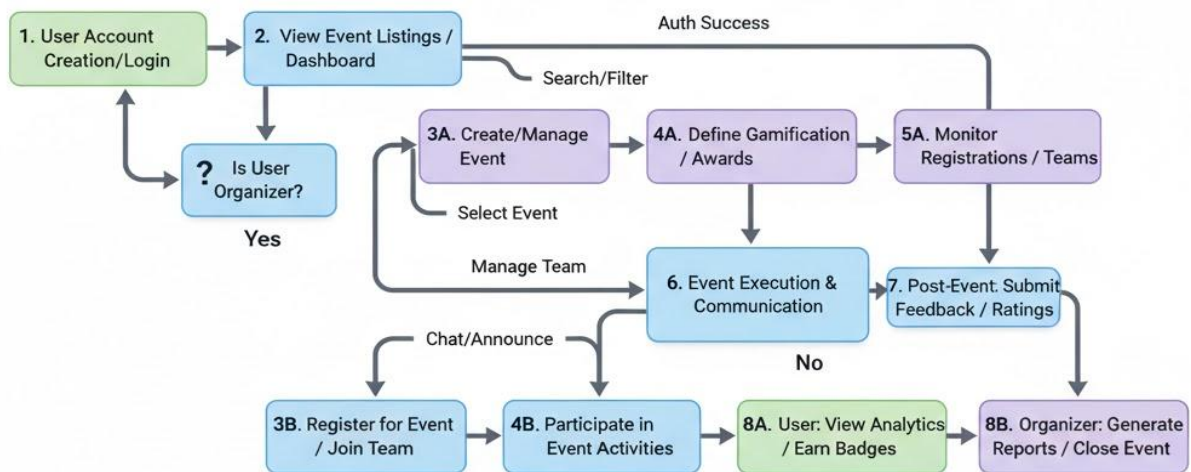 Auth Success
1. User Account
Creation/Login
2. View Event Listings /
Dashboard
Search/Filter
3A. Create/Manage
Event
4A. Define Gamification
/ Awards
5A. Monitor
Registrations / Teams
? Is User
Organizer?
Yes
Select Event
Manage Team
6. Event Execution &
Communication
7. Post-Event: Submit
Feedback / Ratings
No
Chat/Announce
3B. Register for Event
/ Join Team
4B. Participate in
Event Activities
8A. User: View Analytics
/ Earn Badges
8B. Organizer: Generate
Reports / Close Event